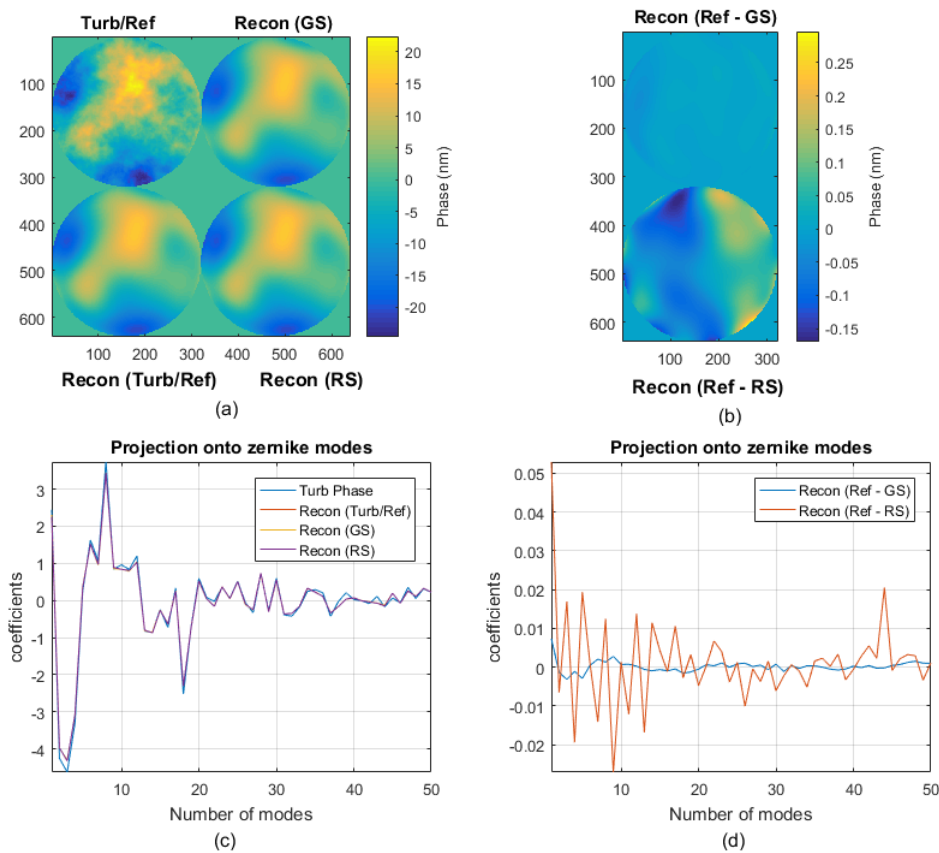 Turb/Ref Recon (GS)
100
200
300
400
500
600
100 200 300 400 500 600
20
15
10
5
0
-5
-10
-15
-20
Phase (nm)
Recon (Turb/Ref) Recon (RS)
(a)
Recon (Ref - GS)
100
200
300
400
500
600
100 200 300
0.25
0.2
0.15
0.1
0.05
0
-0.05
-0.1
-0.15
Phase (nm)
Recon (Ref - RS)
(b)
Projection onto zernike modes
3
2
1
0
-1
-2
-3
-4
coefficients
Turb Phase
Recon (Turb/Ref)
Recon (GS)
Recon (RS)
10 20 30 40 50
Number of modes
(c)
Projection onto zernike modes
0.05
0.04
0.03
0.02
0.01
0
-0.01
-0.02
coefficients
Recon (Ref - GS)
Recon (Ref - RS)
10 20 30 40 50
Number of modes
(d)